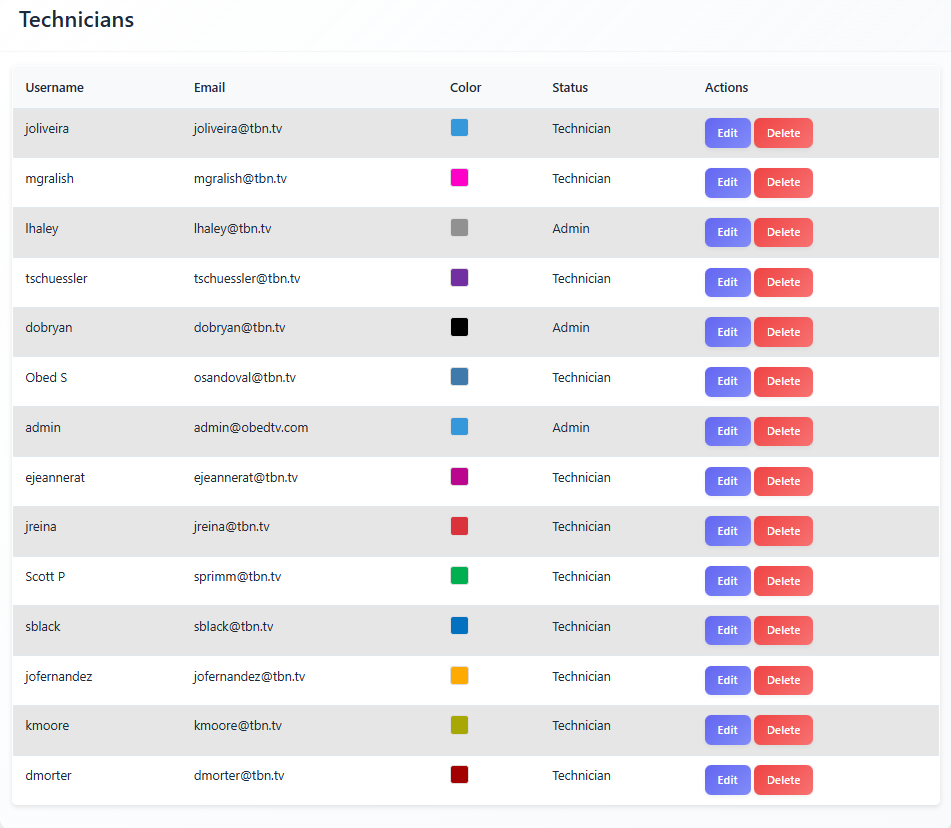 Technicians
Username Email Color Status Actions
joliveira joliveira@tbn.tv Technician Edit Delete
mgralish mgralish@tbn.tv Technician Edit Delete
lhaley lhaley@tbn.tv Admin Edit Delete
tschuessler tschuessler@tbn.tv Technician Edit Delete
dobryan dobryan@tbn.tv Admin Edit Delete
Obed S osandoval@tbn.tv Technician Edit Delete
admin admin@obedtv.com Admin Edit Delete
ejeannerat ejeannerat@tbn.tv Technician Edit Delete
jreina jreina@tbn.tv Technician Edit Delete
Scott P sprimm@tbn.tv Technician Edit Delete
sblack sblack@tbn.tv Technician Edit Delete
jofernandez jofernandez@tbn.tv Technician Edit Delete
kmoore kmoore@tbn.tv Technician Edit Delete
dmorter dmorter@tbn.tv Technician Edit Delete